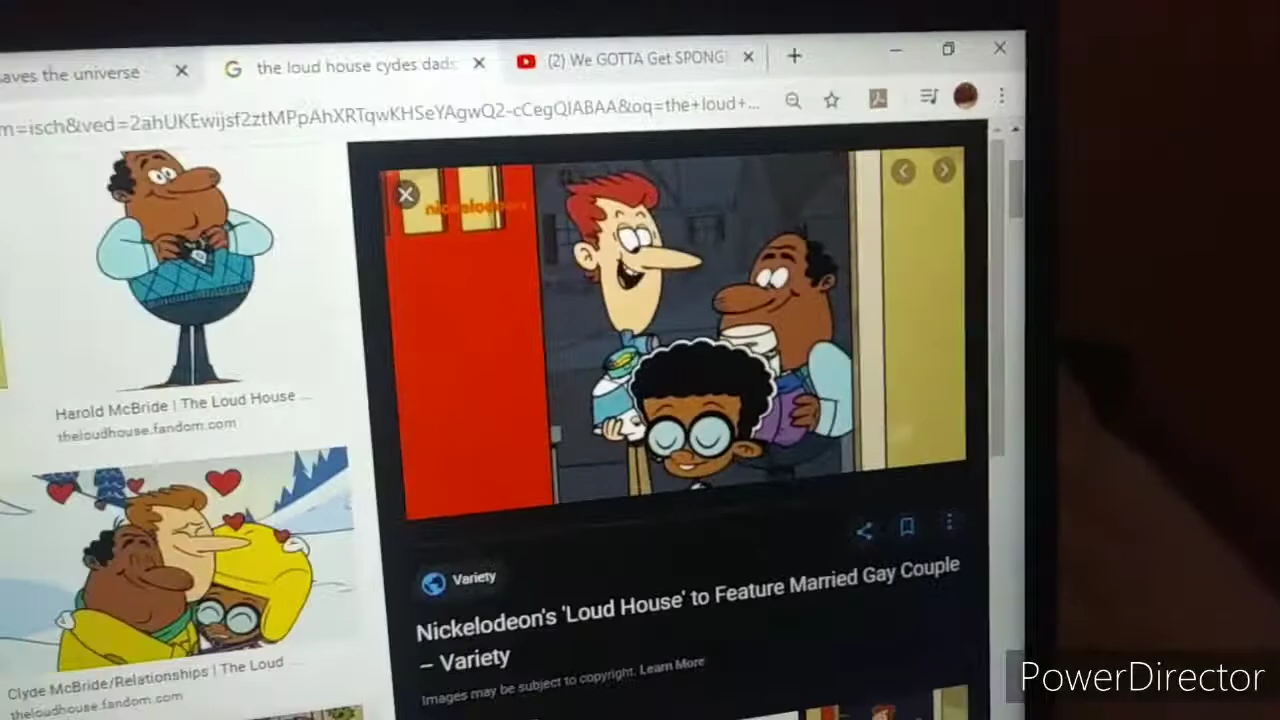 aves the universe
the loud house cydes dads
(2) We GOTTA Get SPONG
m=isch&ved=2ahUKEwijsf2ztMPpAhXRTqwKHSeYAgwQ2-cCegQIABAA&oq=the+loud+...
nickelodeon
Harold McBride | The Loud House ...
theloudhouse.fandom.com
Variety
Nickelodeon's 'Loud House' to Feature Married Gay Couple
– Variety
Images may be subject to copyright. Learn More
Clyde McBride/Relationships | The Loud ...
theloudhouse.fandom.com
PowerDirector